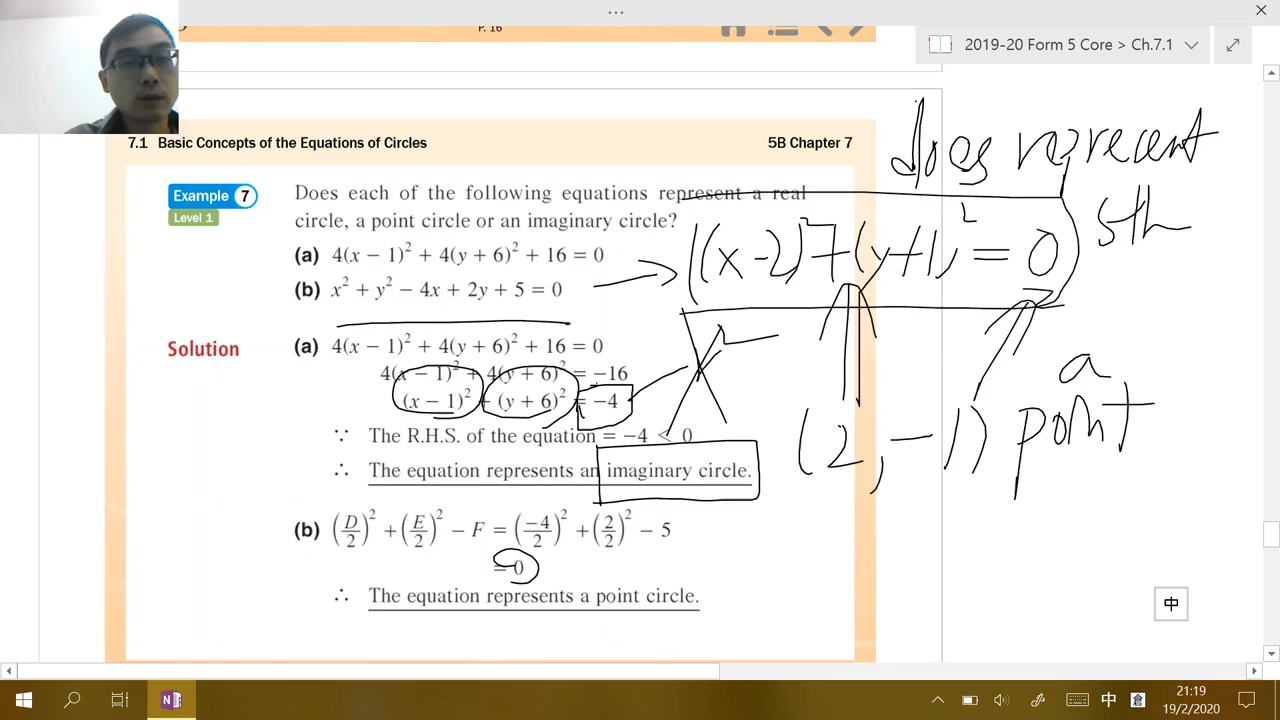 P. 16
2019-20 Form 5 Core > Ch.7.1
7.1 Basic Concepts of the Equations of Circles
5B Chapter 7
Example 7
Level 1
Does each of the following equations represent a real
circle, a point circle or an imaginary circle?
(a) 4(x − 1)² + 4(y + 6)² + 16 = 0
(b) x² + y² − 4x + 2y + 5 = 0
does represent
sth
(x-2)²+(y+1)² = 0
(2, -1)
a
point
Solution
(a) 4(x − 1)² + 4(y + 6)² + 16 = 0
4(x − 1)² + 4(y + 6)² = −16
(x − 1)² + (y + 6)² = −4
∵ The R.H.S. of the equation = −4 < 0
∴ The equation represents an imaginary circle.
(b) (D/2)² + (E/2)² − F = (−4/2)² + (2/2)² − 5
= 0
∴ The equation represents a point circle.
中
中
倉
21:19
19/2/2020